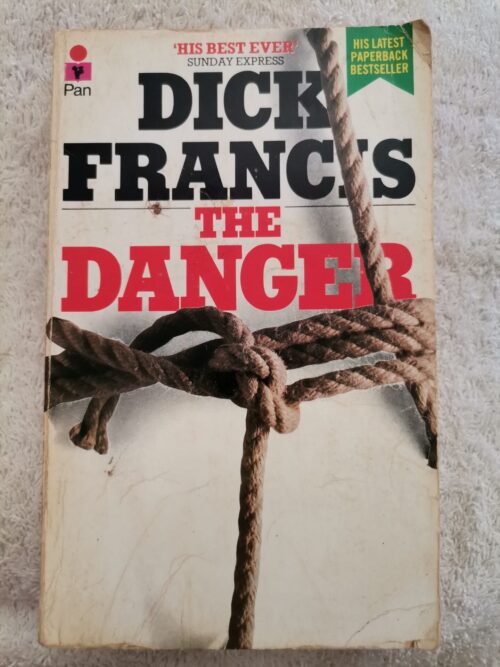 'HIS BEST EVER'
SUNDAY EXPRESS
HIS LATEST
PAPERBACK
BESTSELLER
Pan
DICK
FRANCIS
THE
DANGER